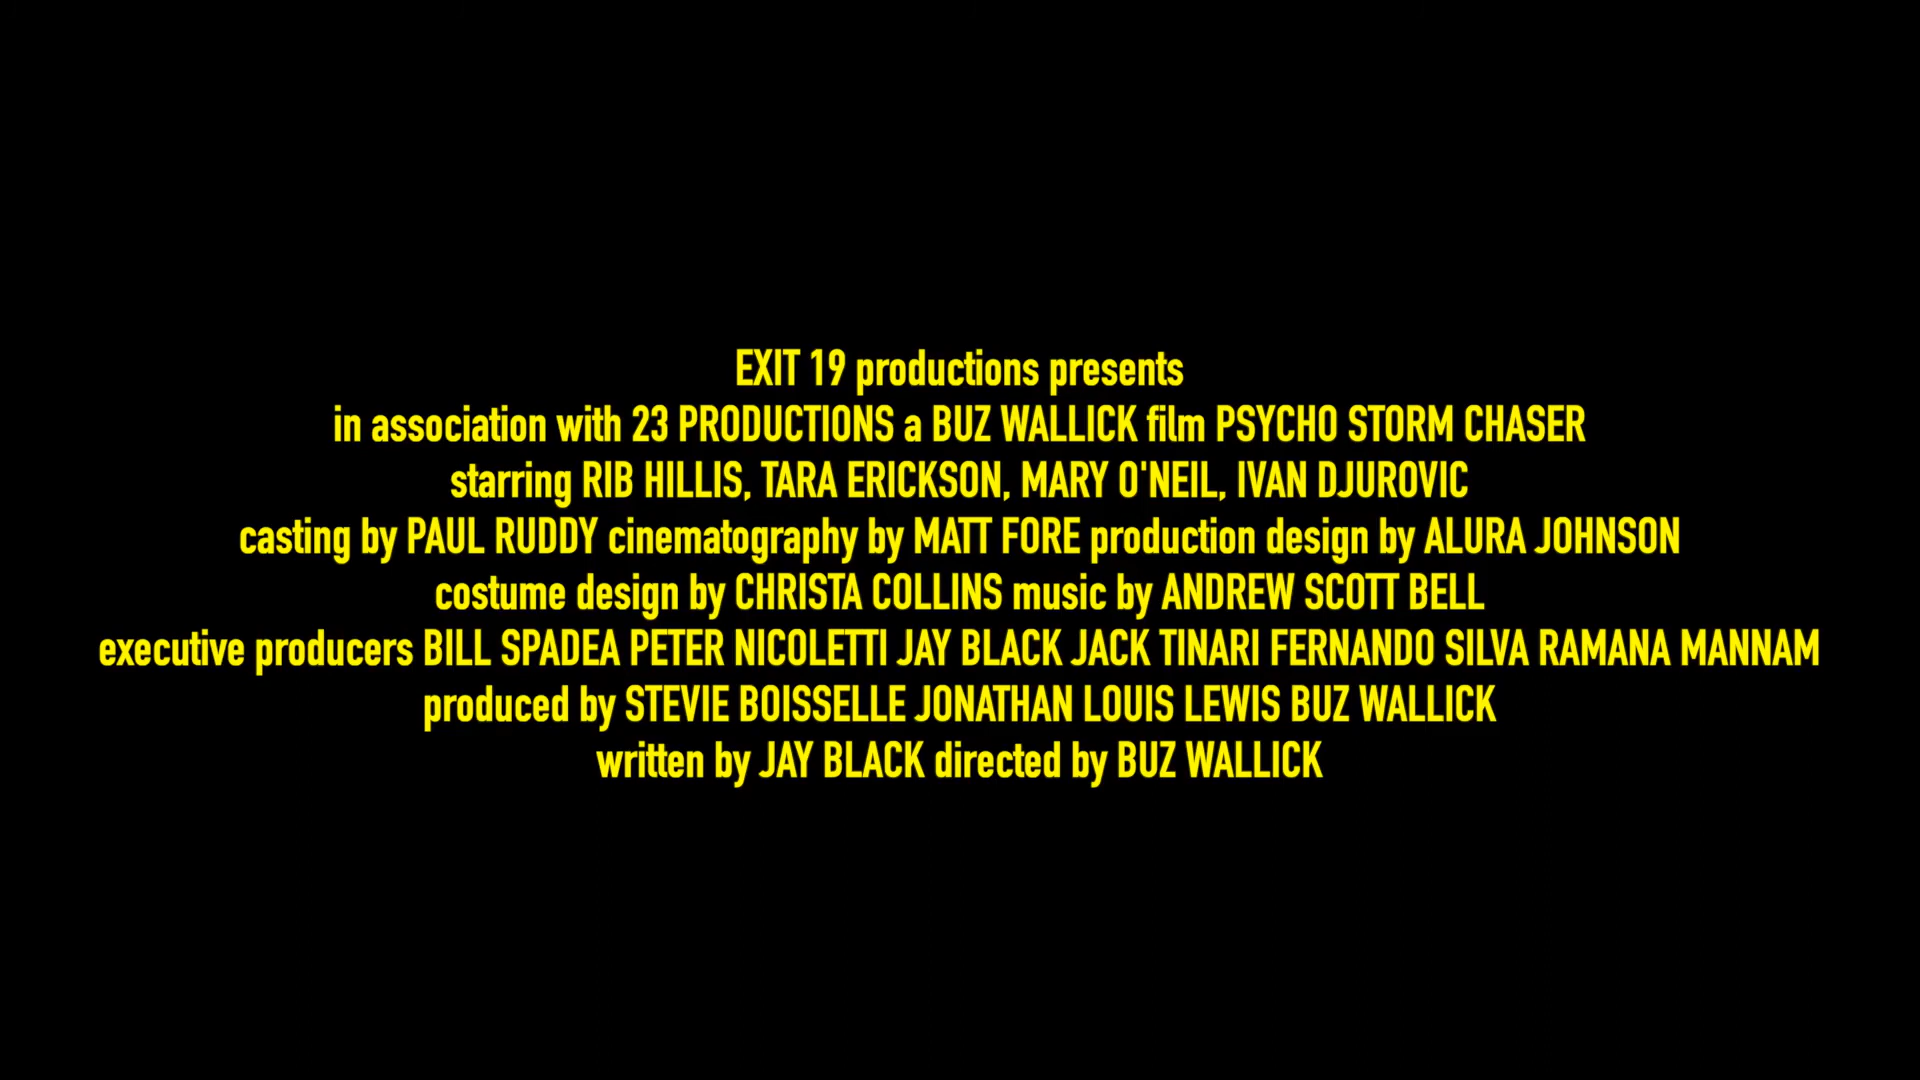 EXIT 19 productions presents
in association with 23 PRODUCTIONS a BUZ WALLICK film PSYCHO STORM CHASER
starring RIB HILLIS, TARA ERICKSON, MARY O'NEIL, IVAN DJUROVIC
casting by PAUL RUDDY cinematography by MATT FORE production design by ALURA JOHNSON
costume design by CHRISTA COLLINS music by ANDREW SCOTT BELL
executive producers BILL SPADEA PETER NICOLETTI JAY BLACK JACK TINARI FERNANDO SILVA RAMANA MANNAM
produced by STEVIE BOISSELLE JONATHAN LOUIS LEWIS BUZ WALLICK
written by JAY BLACK directed by BUZ WALLICK